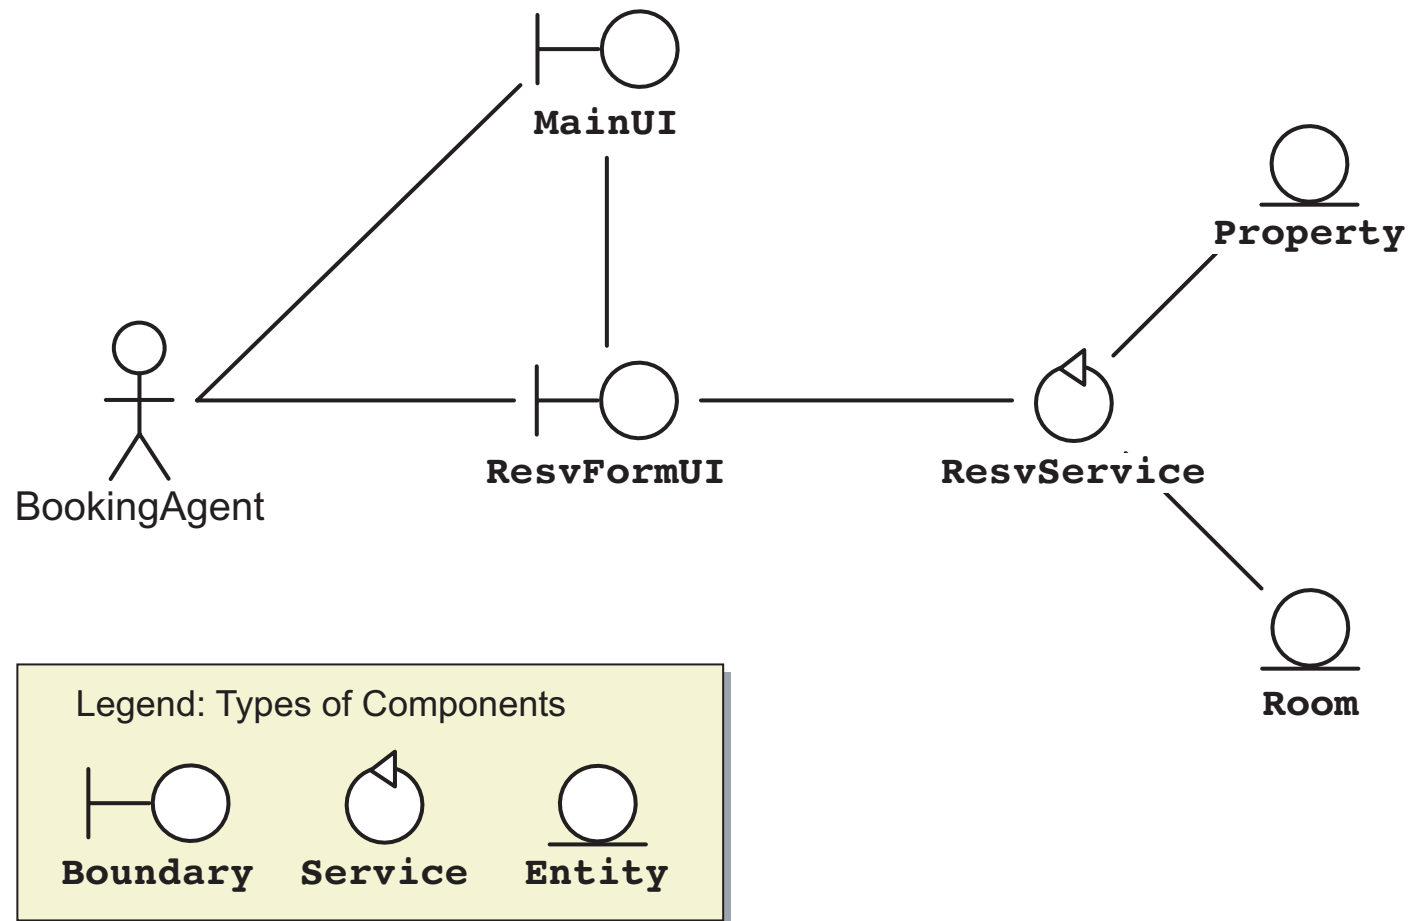 MainUI
Property
ResvFormUI
ResvService
BookingAgent
Room
Legend: Types of Components
Boundary Service Entity